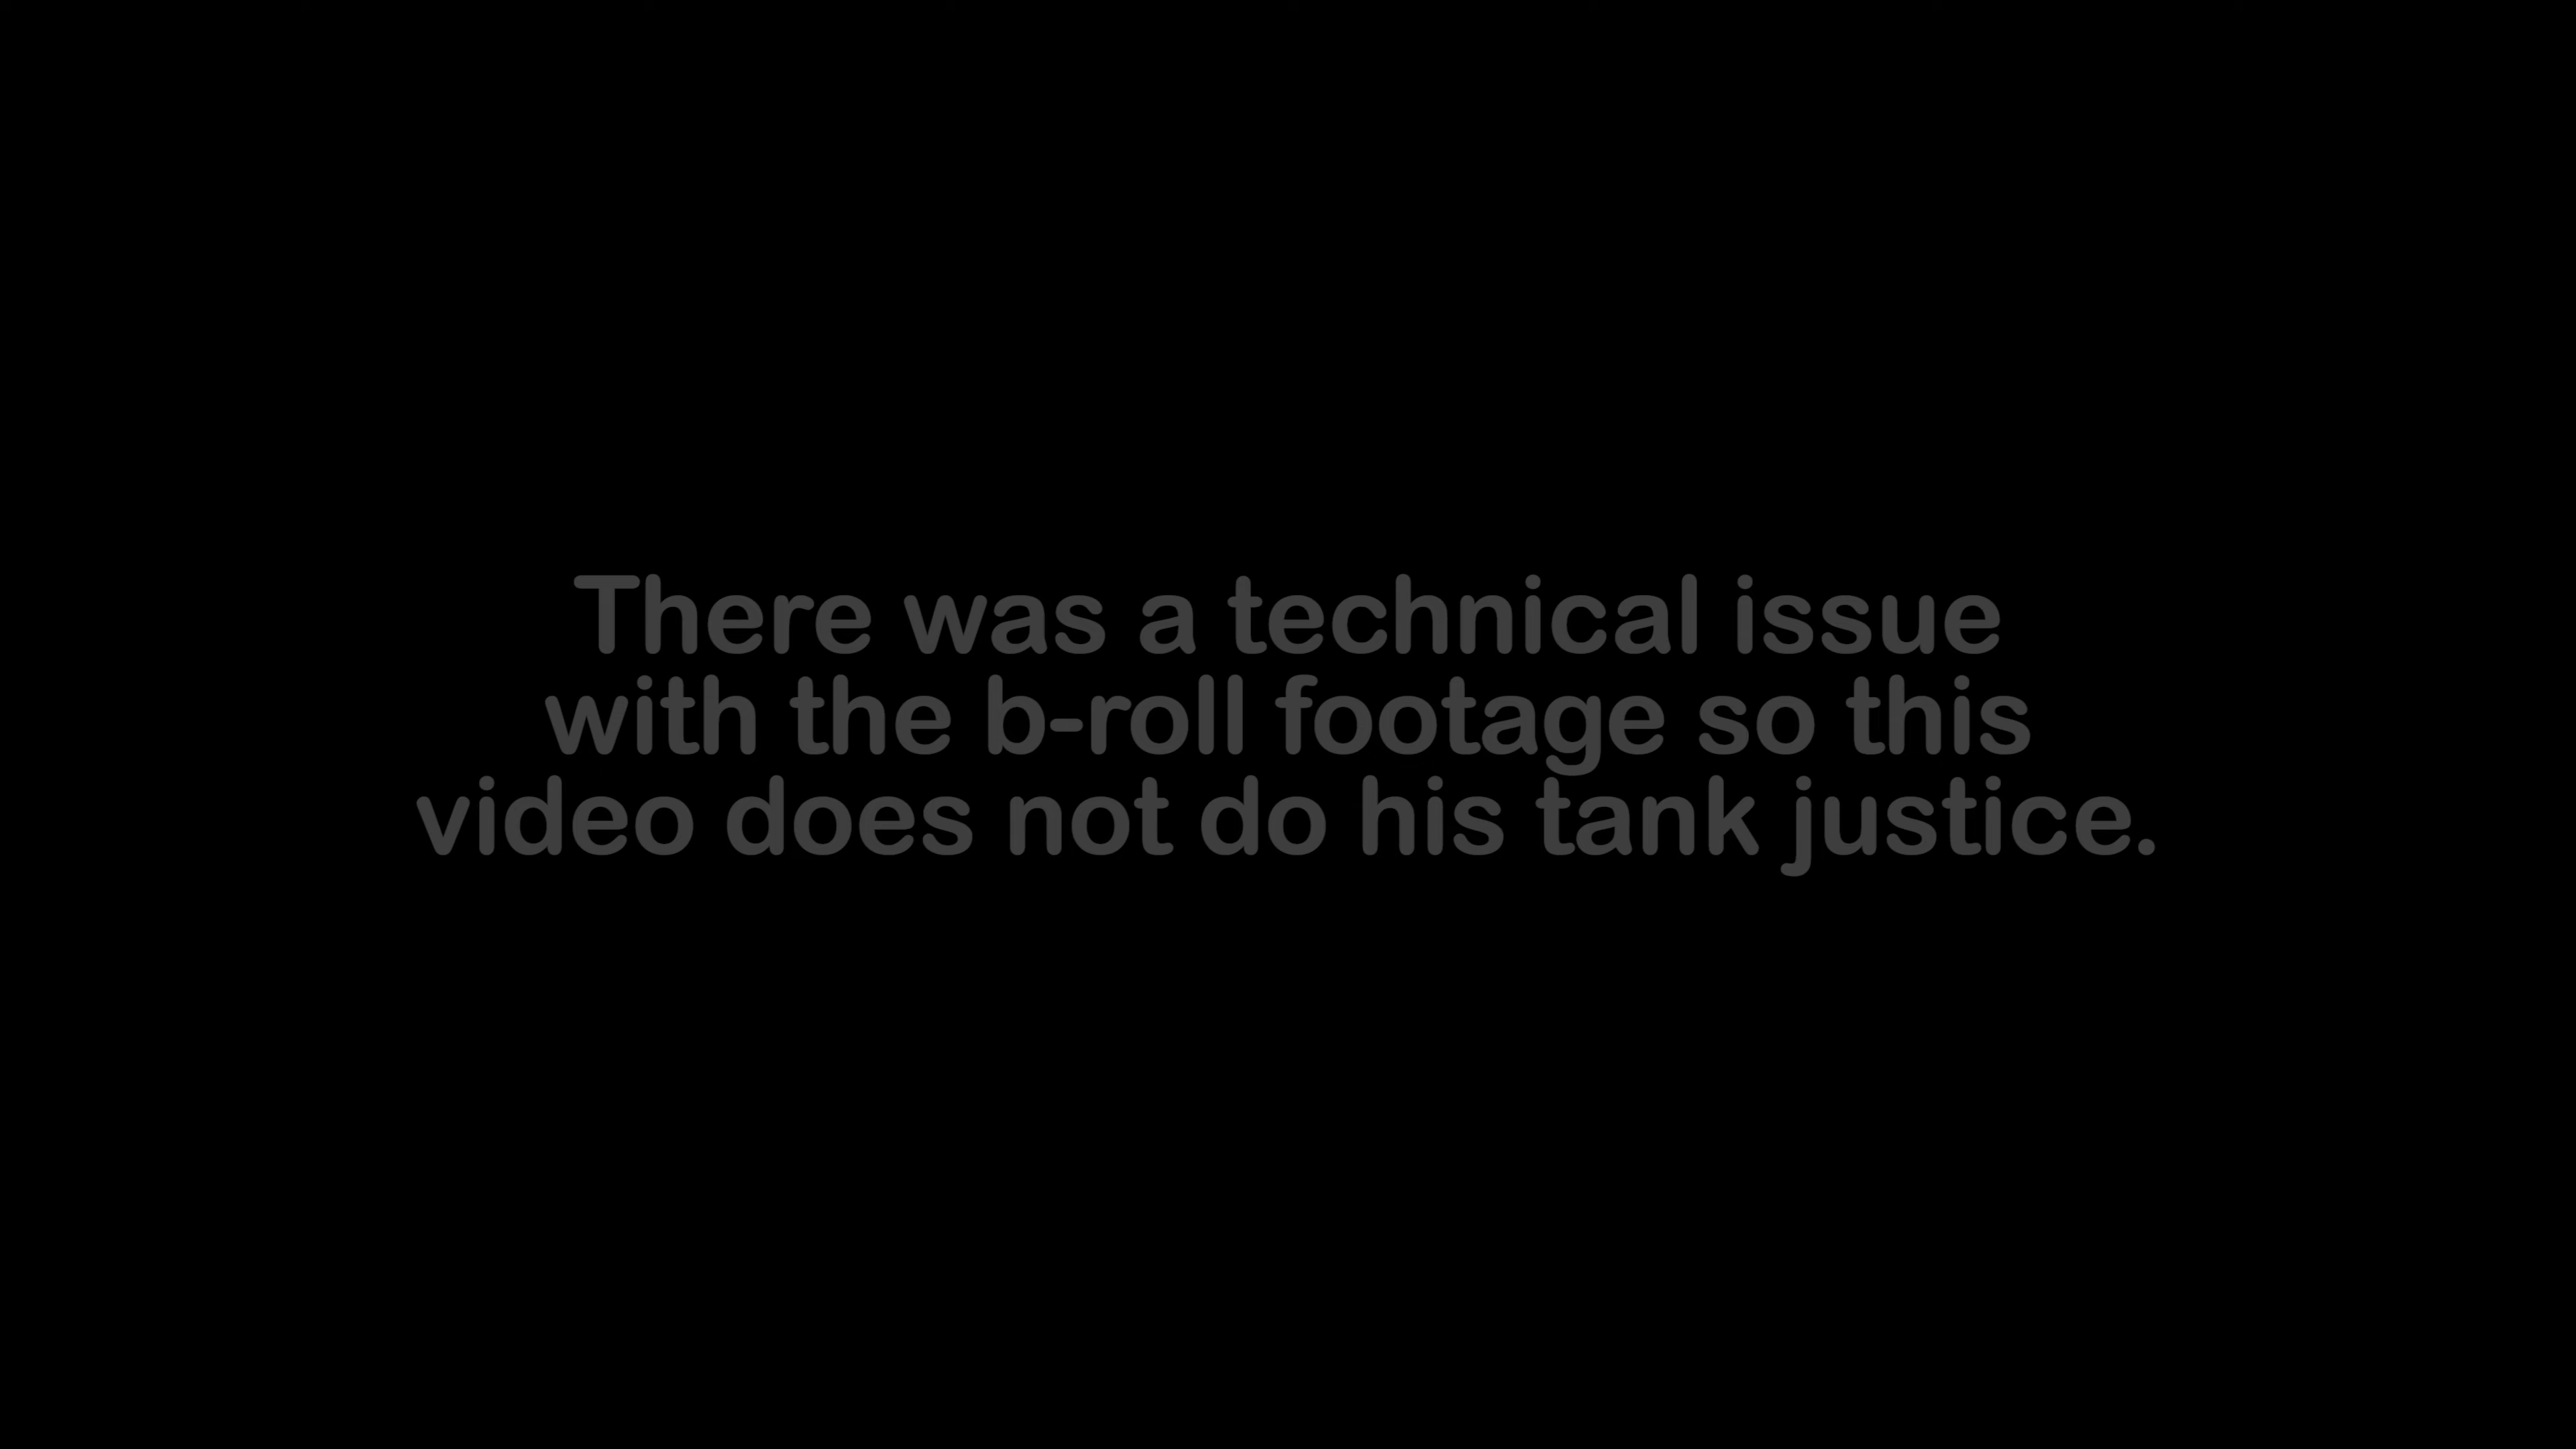 There was a technical issue
with the b-roll footage so this
video does not do his tank justice.